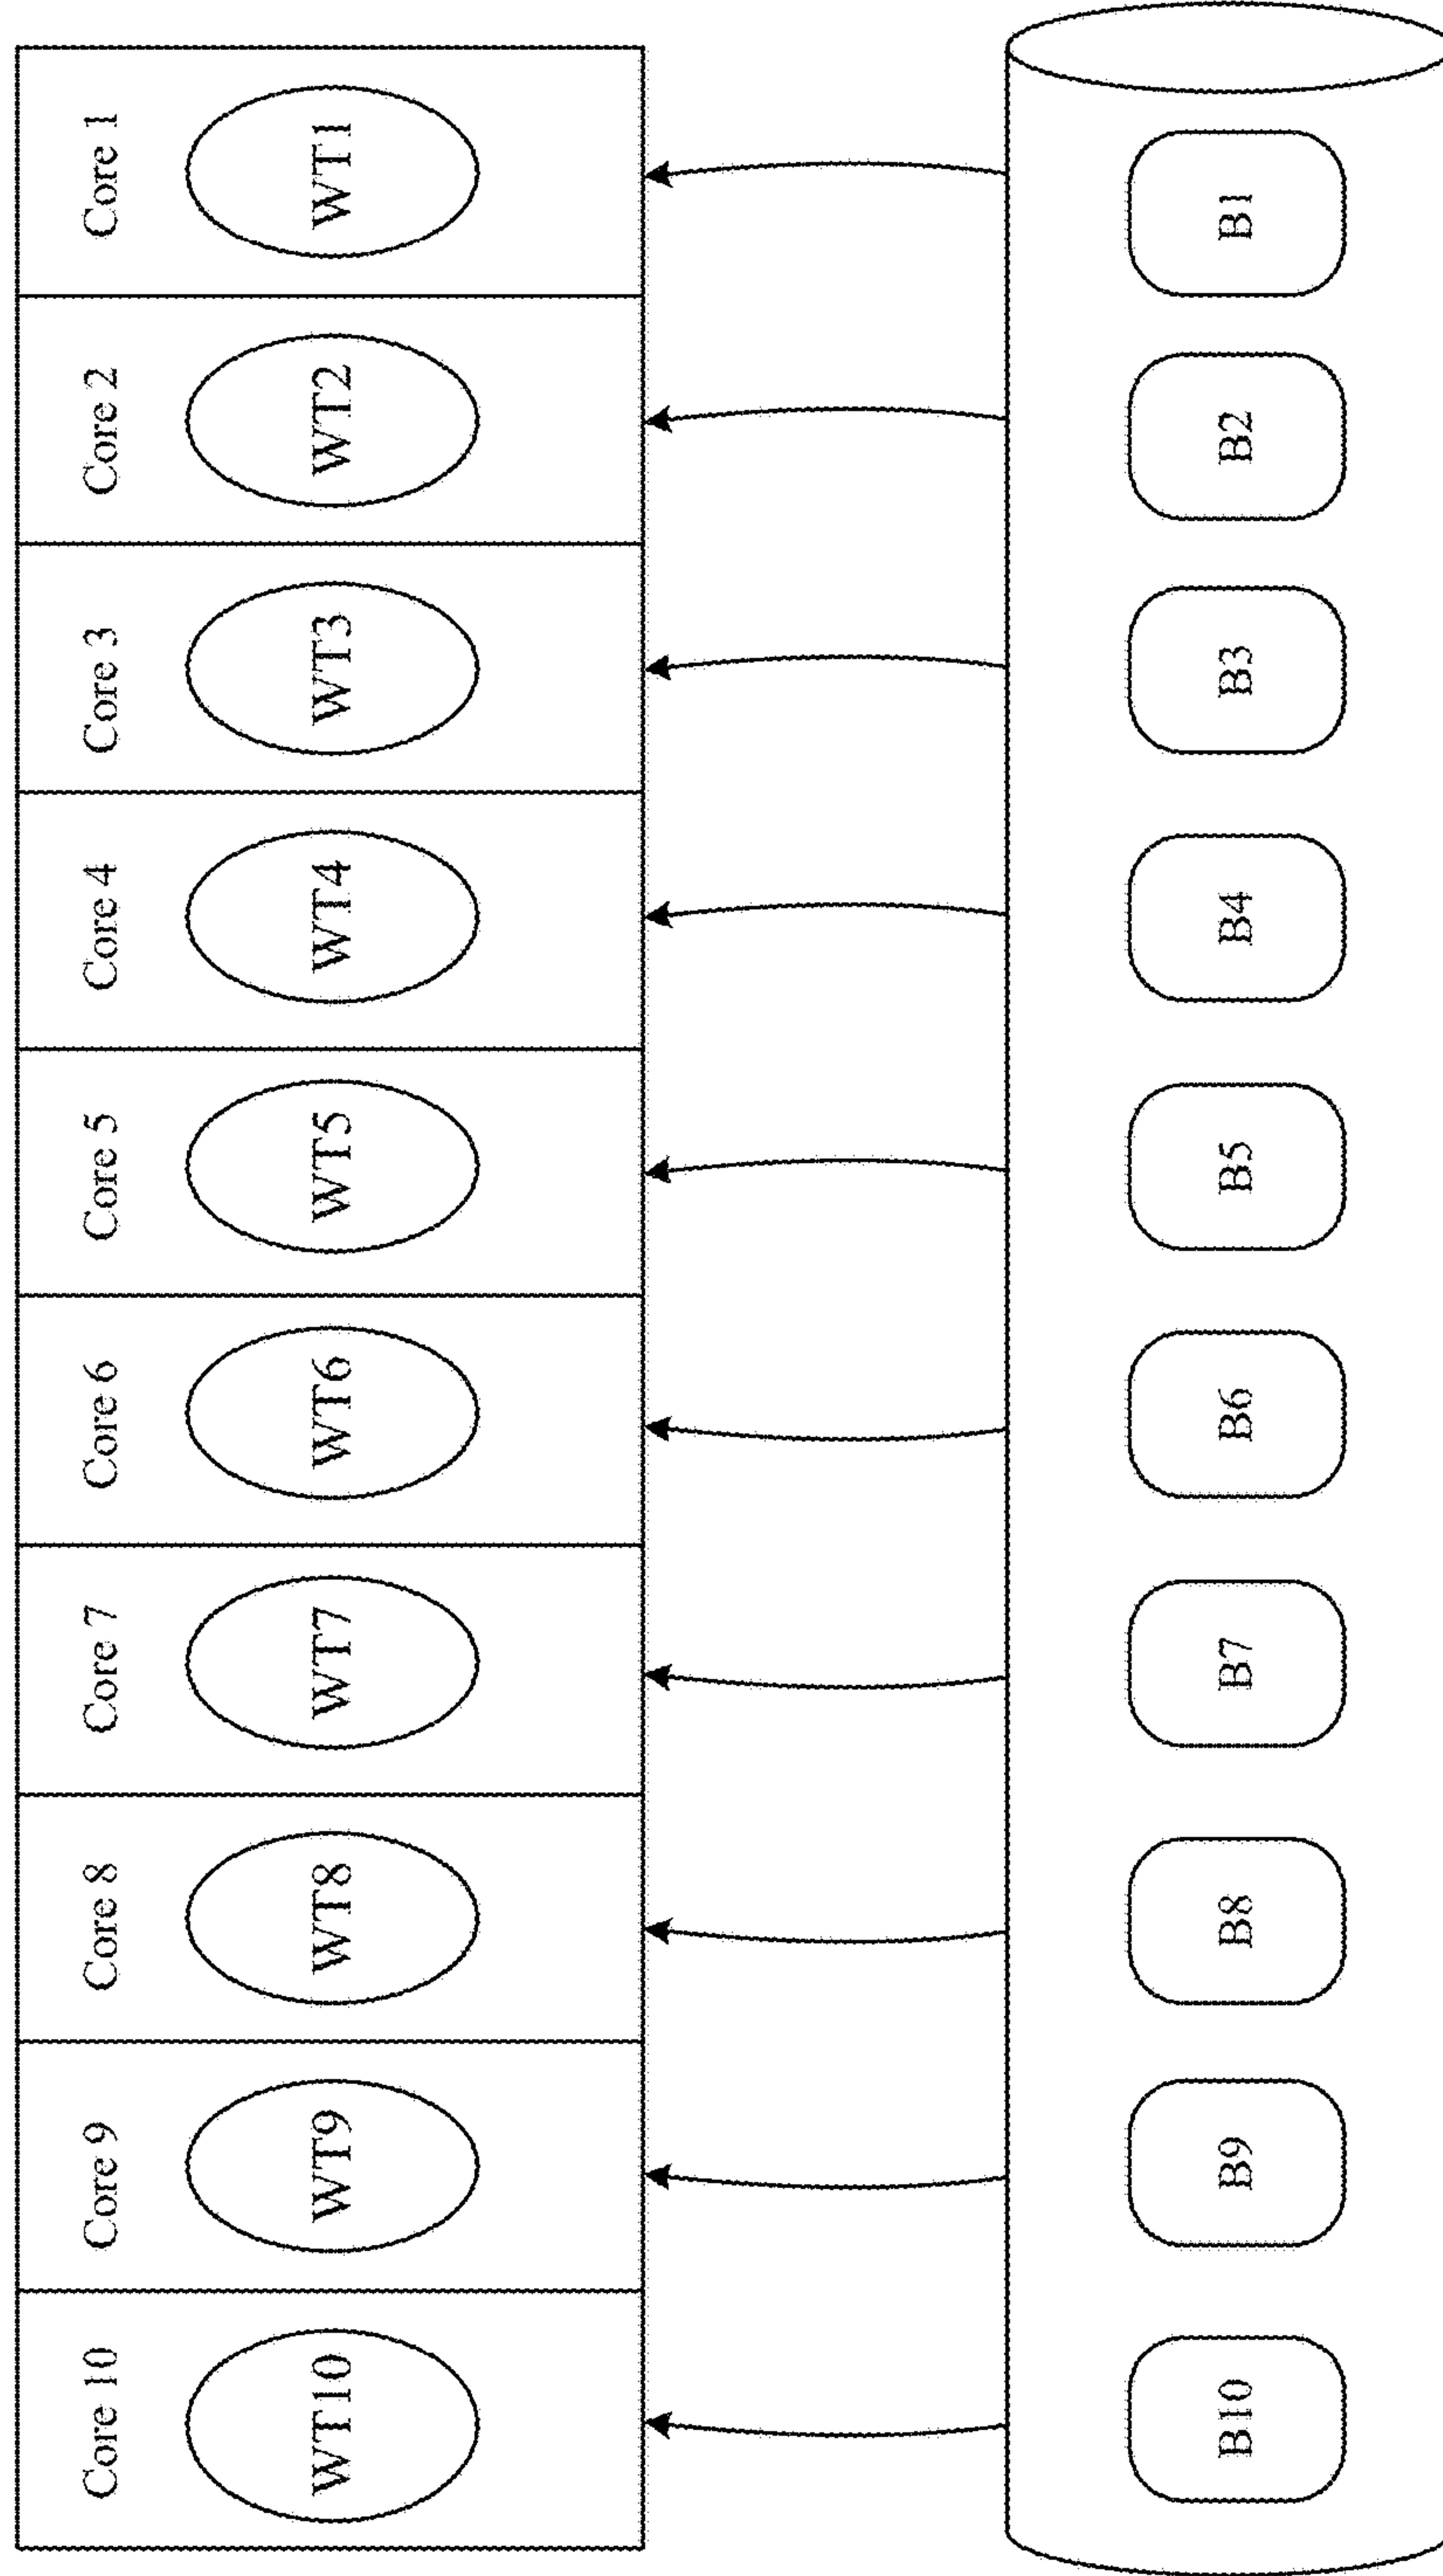 Core 10
Core 9
Core 8
Core 7
Core 6
Core 5
Core 4
Core 3
Core 2
Core 1
WT10
WT9
WT8
WT7
WT6
WT5
WT4
WT3
WT2
WT1
B10
B9
B8
B7
B6
B5
B4
B3
B2
B1